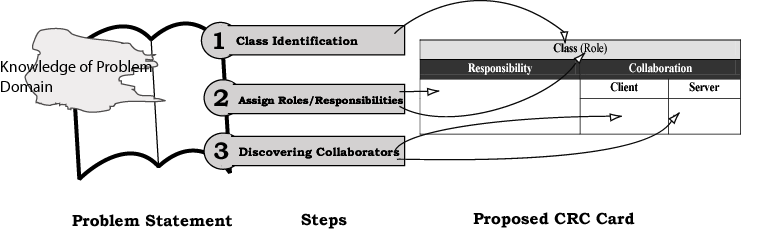 Knowledge of Problem
Domain
1 Class Identification
2 Assign Roles/Responsibilities
3 Discovering Collaborators
Class (Role)
Responsibility Collaboration
Client Server
Problem Statement Steps Proposed CRC Card